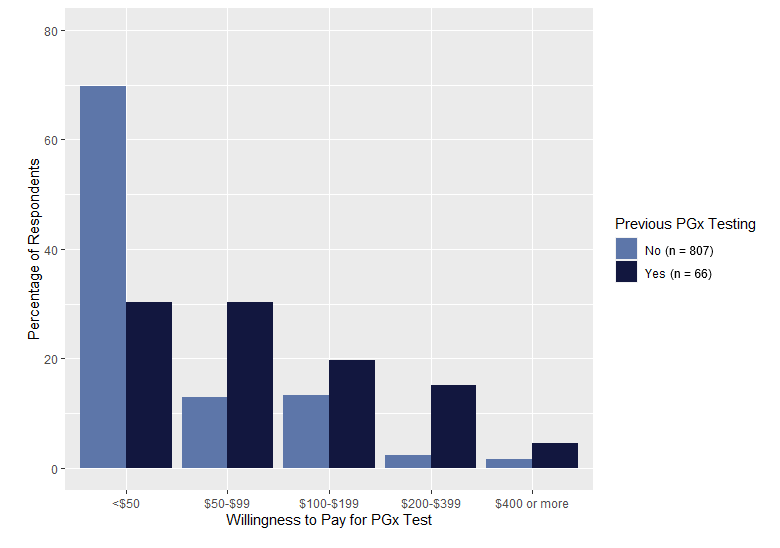 80
60
40
20
0
Percentage of Respondents
<$50
$50-$99
$100-$199
$200-$399
$400 or more
Willingness to Pay for PGx Test
Previous PGx Testing
No (n = 807)
Yes (n = 66)